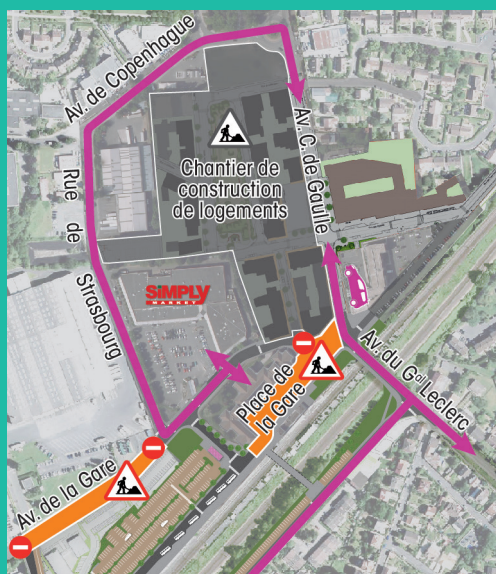 Av. de Copenhague
Av. C. de Gaulle
Chantier de
construction
de logements
Rue de Strasbourg
SiMPLY
MARKET
Place de
la Gare
Av. du Gal Leclerc
Av. de la Gare